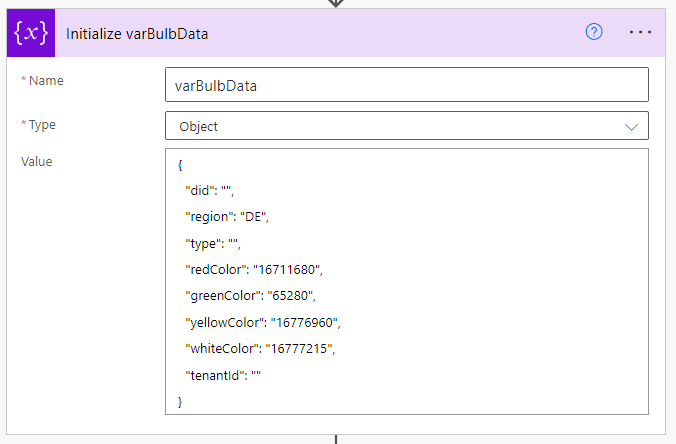 {x} Initialize varBulbData ? ...
* Name varBulbData
* Type Object
Value {
"did": "",
"region": "DE",
"type": "",
"redColor": "16711680",
"greenColor": "65280",
"yellowColor": "16776960",
"whiteColor": "16777215",
"tenantId": ""
}